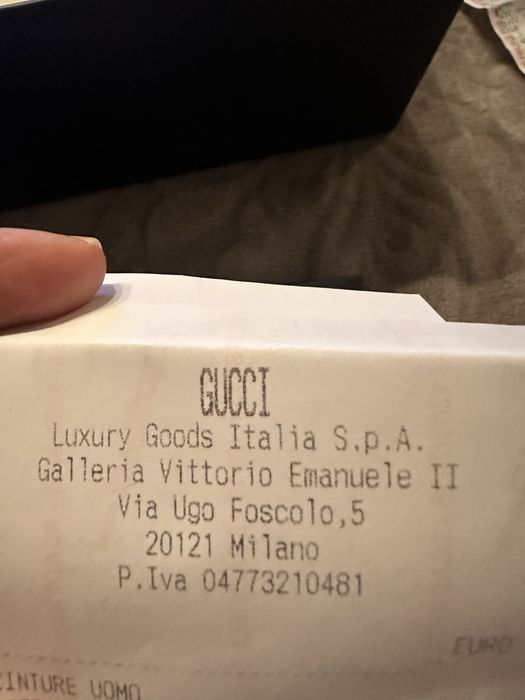 GUCCI
Luxury Goods Italia S.p.A.
Galleria Vittorio Emanuele II
Via Ugo Foscolo,5
20121 Milano
P.Iva 04773210481
EURO
CINTURE UOMO